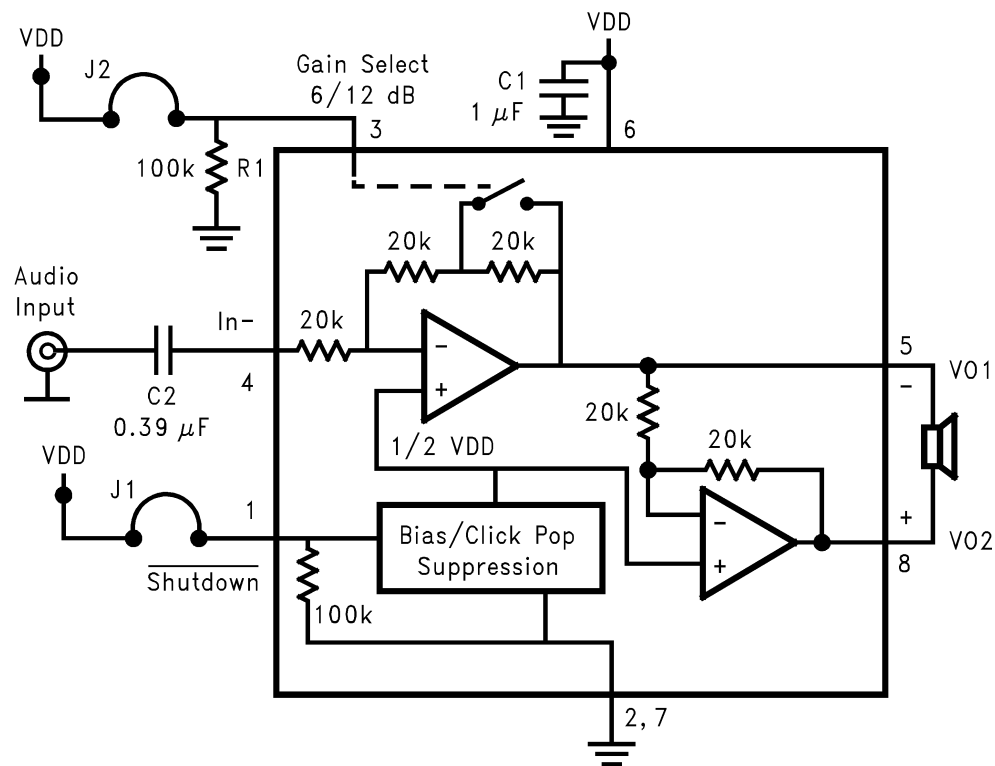 VDD
J2
Gain Select
6/12 dB
3
VDD
C1
1 μF
6
100k
R1
20k
20k
Audio
Input
In-
20k
4
C2
0.39 μF
-
+
1/2 VDD
5
VO1
-
20k
20k
VDD
J1
1
Shutdown
Bias/Click Pop
Suppression
100k
-
+
+
VO2
8
2,7